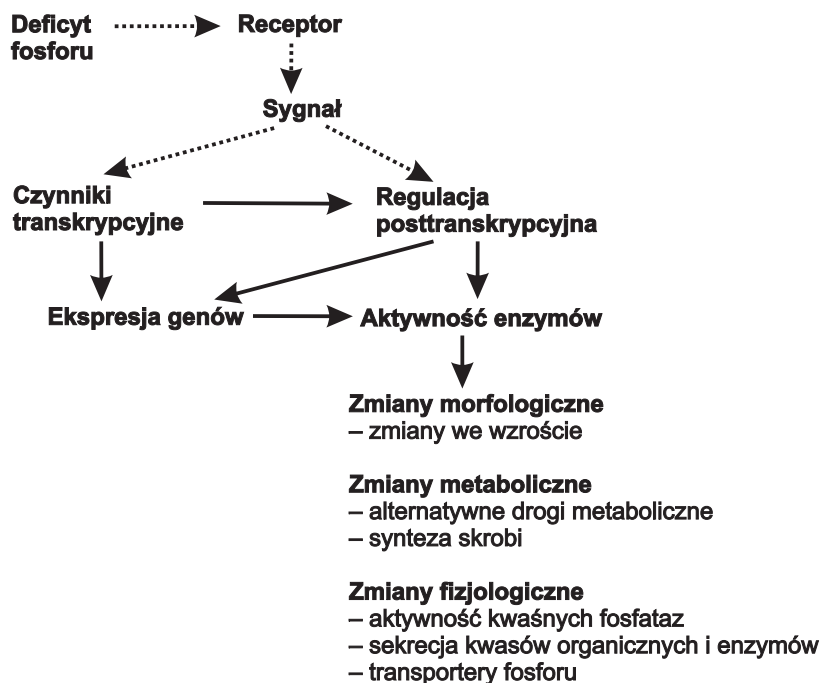 Deficyt
fosforu
Receptor
Sygnał
Czynniki
transkrypcyjne
Regulacja
posttranskrypcyjna
Ekspresja genów
Aktywność enzymów
Zmiany morfologiczne
– zmiany we wzroście
Zmiany metaboliczne
– alternatywne drogi metaboliczne
– synteza skrobi
Zmiany fizjologiczne
– aktywność kwaśnych fosfataz
– sekrecja kwasów organicznych i enzymów
– transportery fosforu